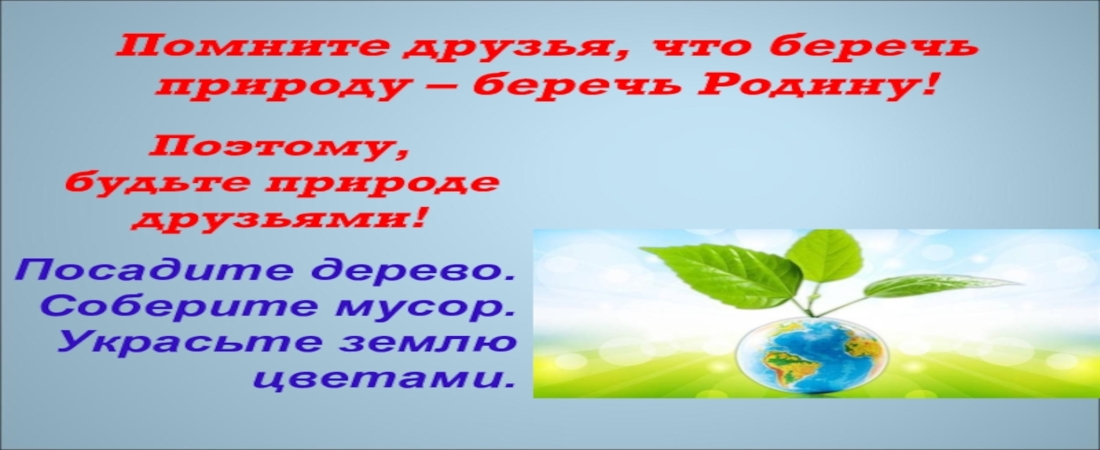 Помните друзья, что беречь
природу – беречь Родину!
Поэтому,
будьте природе
друзьями!
Посадите дерево.
Соберите мусор.
Украсьте землю
цветами.